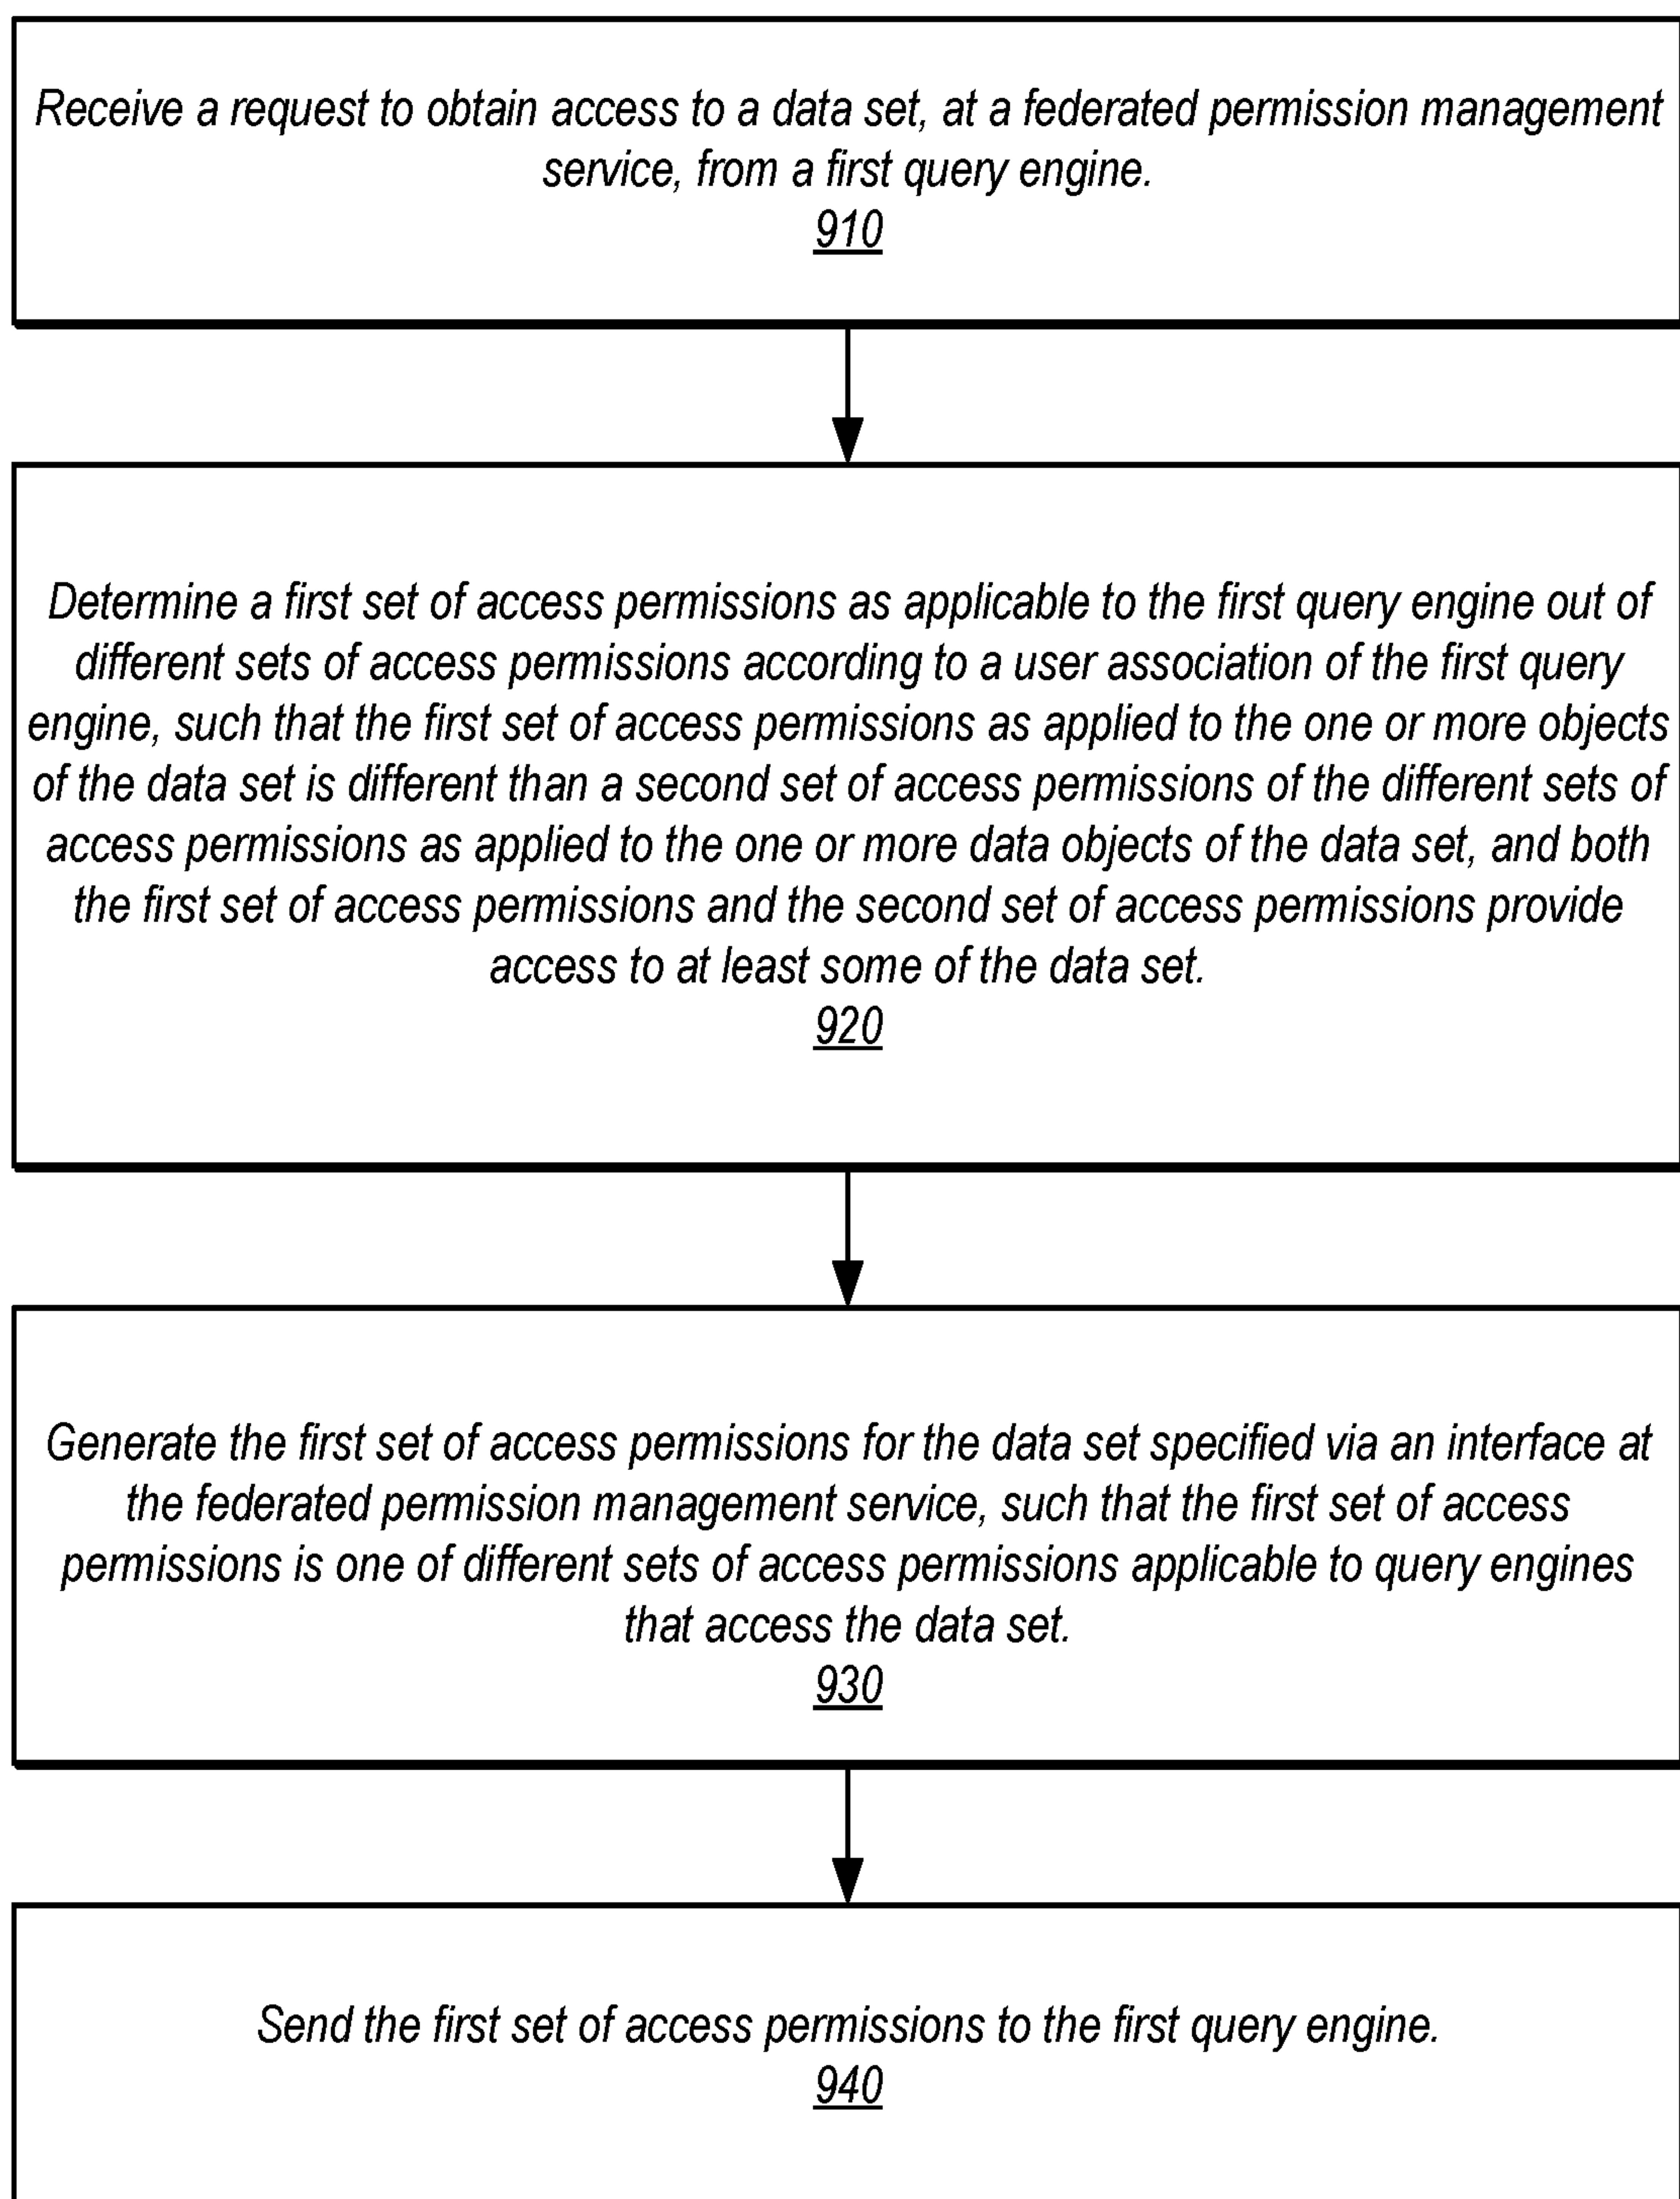 Receive a request to obtain access to a data set, at a federated permission management
service, from a first query engine.
910
Determine a first set of access permissions as applicable to the first query engine out of
different sets of access permissions according to a user association of the first query
engine, such that the first set of access permissions as applied to the one or more objects
of the data set is different than a second set of access permissions of the different sets of
access permissions as applied to the one or more data objects of the data set, and both
the first set of access permissions and the second set of access permissions provide
access to at least some of the data set.
920
Generate the first set of access permissions for the data set specified via an interface at
the federated permission management service, such that the first set of access
permissions is one of different sets of access permissions applicable to query engines
that access the data set.
930
Send the first set of access permissions to the first query engine.
940